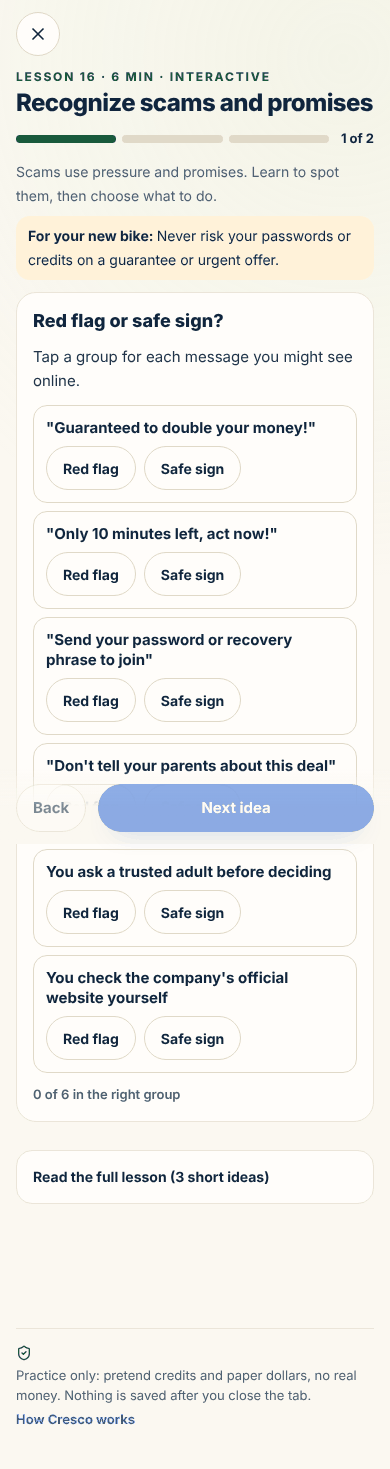 LESSON 16 · 6 MIN · INTERACTIVE
Recognize scams and promises
1 of 2
Scams use pressure and promises. Learn to spot
them, then choose what to do.
For your new bike: Never risk your passwords or
credits on a guarantee or urgent offer.
Red flag or safe sign?
Tap a group for each message you might see
online.
"Guaranteed to double your money!"
Red flag Safe sign
"Only 10 minutes left, act now!"
Red flag Safe sign
"Send your password or recovery
phrase to join"
Red flag Safe sign
"Don't tell your parents about this deal"
Back Next idea
You ask a trusted adult before deciding
Red flag Safe sign
You check the company's official
website yourself
Red flag Safe sign
0 of 6 in the right group
Read the full lesson (3 short ideas)
Practice only: pretend credits and paper dollars, no real
money. Nothing is saved after you close the tab.
How Cresco works